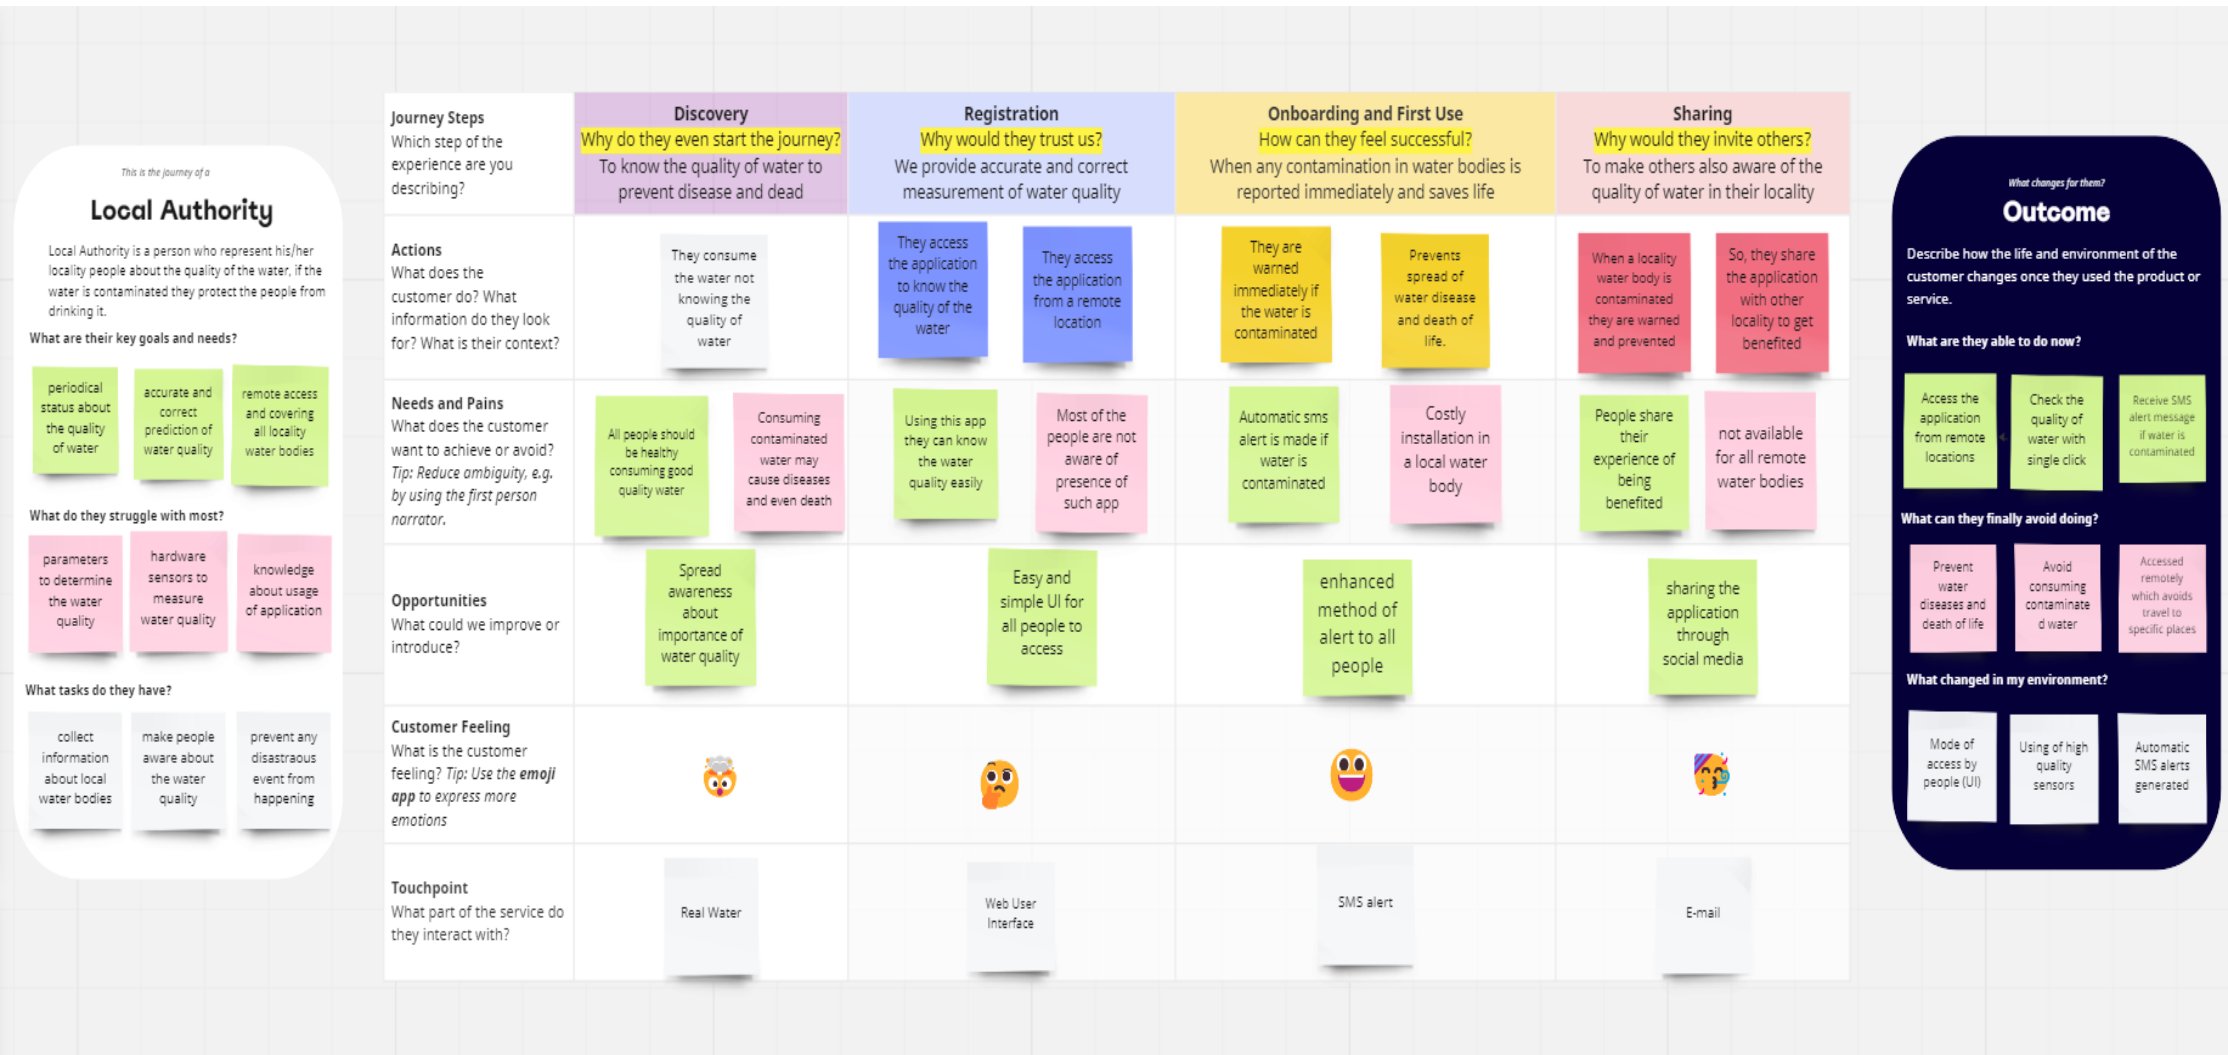 This is the journey of a
Local Authority
Local Authority is a person who represent his/her
locality people about the quality of the water, if the
water is contaminated they protect the people from
drinking it.
What are their key goals and needs?
periodical
status about
the quality
of water
accurate and
correct
prediction of
water quality
remote access
and covering
all locality
water bodies
What do they struggle with most?
parameters
to determine
the water
quality
hardware
sensors to
measure
water quality
knowledge
about usage
of application
What tasks do they have?
collect
information
about local
water bodies
make people
aware about
the water
quality
prevent any
disastraous
event from
happening
Journey Steps
Which step of the
experience are you
describing?
Discovery
Why do they even start the journey?
To know the quality of water to
prevent disease and dead
Registration
Why would they trust us?
We provide accurate and correct
measurement of water quality
Onboarding and First Use
How can they feel successful?
When any contamination in water bodies is
reported immediately and saves life
Sharing
Why would they invite others?
To make others also aware of the
quality of water in their locality
Actions
What does the
customer do? What
information do they look
for? What is their context?
They consume
the water not
knowing the
quality of
water
They access
the application
to know the
quality of the
water
They access
the application
from a remote
location
They are
warned
immediately if
the water is
contaminated
Prevents
spread of
water disease
and death of
life.
When a locality
water body is
contaminated
they are warned
and prevented
So, they share
the application
with other
locality to get
benefited
Needs and Pains
What does the customer
want to achieve or avoid?
Tip: Reduce ambiguity, e.g.
by using the first person
narrator.
All people should
be healthy
consuming good
quality water
Consuming
contaminated
water may
cause diseases
and even death
Using this app
they can know
the water
quality easily
Most of the
people are not
aware of
presence of
such app
Automatic sms
alert is made if
water is
contaminated
Costly
installation in
a local water
body
People share
their
experience of
being
benefited
not available
for all remote
water bodies
Opportunities
What could we improve or
introduce?
Spread
awareness
about
importance of
water quality
Easy and
simple UI for
all people to
access
enhanced
method of
alert to all
people
sharing the
application
through
social media
Customer Feeling
What is the customer
feeling? Tip: Use the emoji
app to express more
emotions
Touchpoint
What part of the service do
they interact with?
Real Water
Web User
Interface
SMS alert
E-mail
What changes for them?
Outcome
Describe how the life and environment of the
customer changes once they used the product or
service.
What are they able to do now?
Access the
application
from remote
locations
Check the
quality of
water with
single click
Receive SMS
alert message
if water is
contaminated
What can they finally avoid doing?
Prevent
water
diseases and
death of life
Avoid
consuming
contaminate
d water
Accessed
remotely
which avoids
travel to
specific places
What changed in my environment?
Mode of
access by
people (UI)
Using of high
quality
sensors
Automatic
SMS alerts
generated